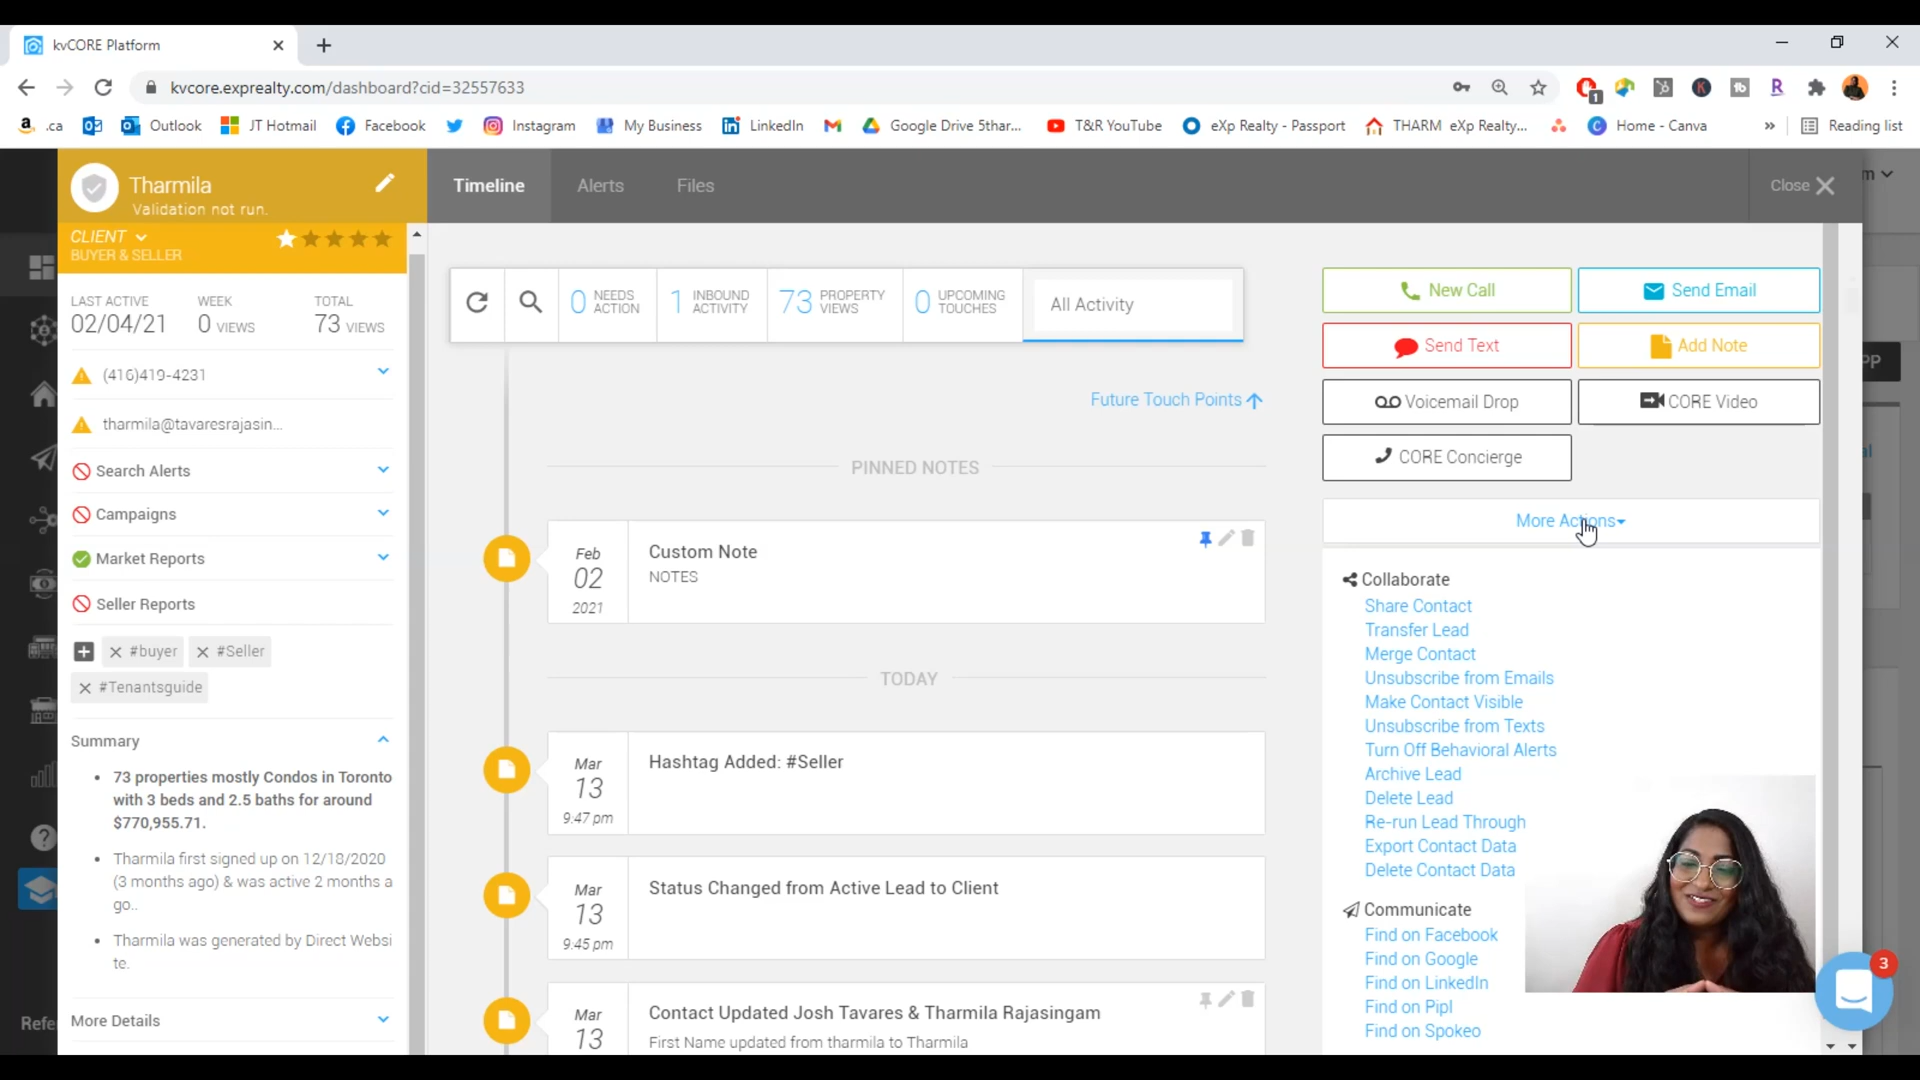 kvCORE Platform
kvcore.exprealty.com/dashboard?cid=32557633
1
.ca
Outlook
JT Hotmail
Facebook
Instagram
My Business
LinkedIn
Google Drive 5thar...
T&R YouTube
eXp Realty - Passport
THARM eXp Realty...
Home - Canva
»
Reading list
Tharmila
Validation not run.
Timeline
Alerts
Files
Close
CLIENT
BUYER & SELLER
LAST ACTIVE
02/04/21
WEEK
0 VIEWS
TOTAL
73 VIEWS
(416)419-4231
tharmila@tavaresrajasin...
Search Alerts
Campaigns
Market Reports
Seller Reports
#buyer
#Seller
#Tenantsguide
Summary
• 73 properties mostly Condos in Toronto
with 3 beds and 2.5 baths for around
$770,955.71.
• Tharmila first signed up on 12/18/2020
(3 months ago) & was active 2 months a
go..
• Tharmila was generated by Direct Websi
te.
More Details
Refe
0 NEEDS ACTION
1 INBOUND ACTIVITY
73 PROPERTY VIEWS
0 UPCOMING TOUCHES
All Activity
Future Touch Points
PINNED NOTES
Feb
02
2021
Custom Note
NOTES
TODAY
Mar
13
9:47 pm
Hashtag Added: #Seller
Mar
13
9:45 pm
Status Changed from Active Lead to Client
Mar
13
Contact Updated Josh Tavares & Tharmila Rajasingam
First Name updated from tharmila to Tharmila
New Call
Send Email
Send Text
Add Note
Voicemail Drop
CORE Video
CORE Concierge
More Actions
Collaborate
Share Contact
Transfer Lead
Merge Contact
Unsubscribe from Emails
Make Contact Visible
Unsubscribe from Texts
Turn Off Behavioral Alerts
Archive Lead
Delete Lead
Re-run Lead Through
Export Contact Data
Delete Contact Data
Communicate
Find on Facebook
Find on Google
Find on LinkedIn
Find on Pipl
Find on Spokeo
3